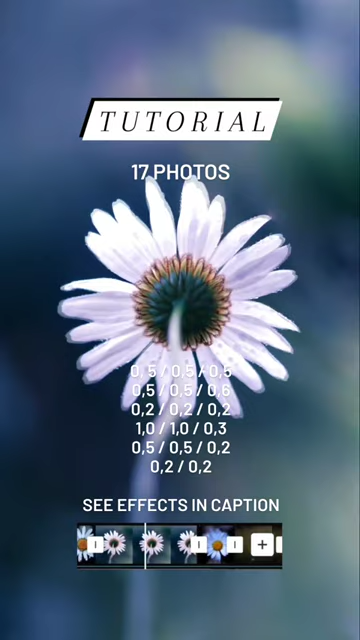 TUTORIAL
17 PHOTOS
0,5 / 0,5 / 0,5
0,5 / 0,5 / 0,6
0,2 / 0,2 / 0,2
1,0 / 1,0 / 0,3
0,5 / 0,5 / 0,2
0,2 / 0,2
SEE EFFECTS IN CAPTION